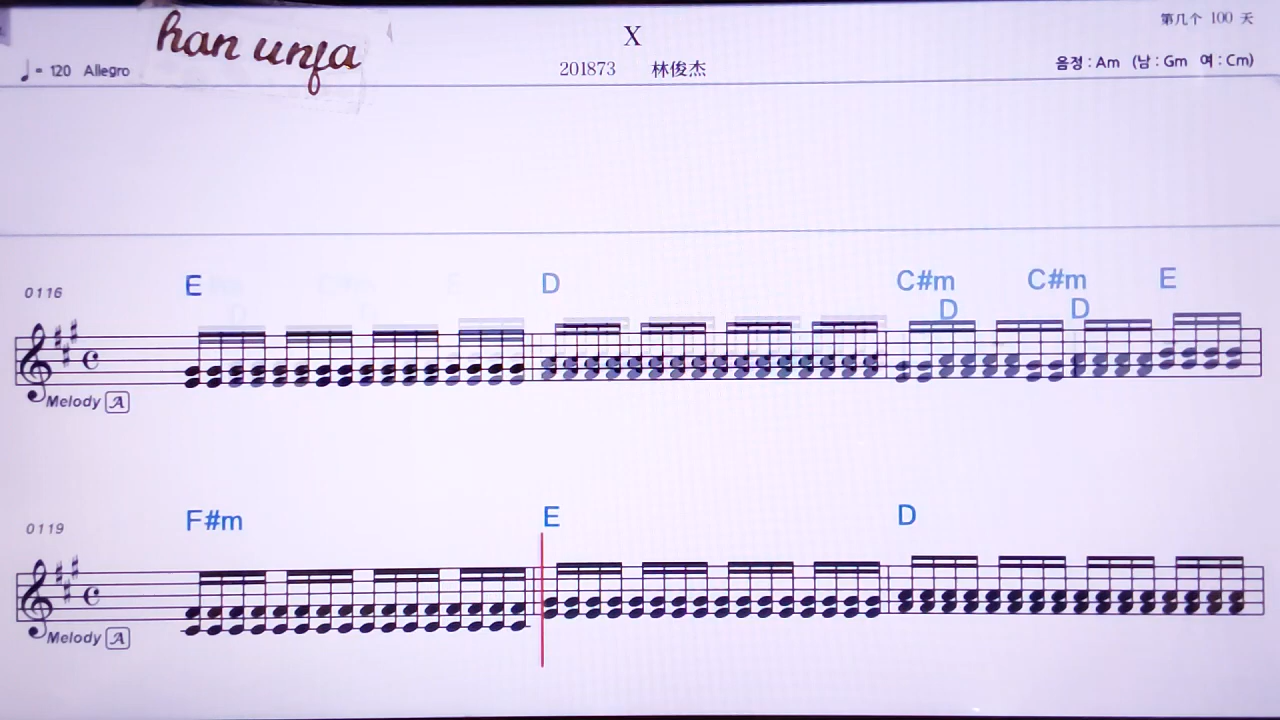 han unfa
X
第几个 100 天
♩= 120 Allegro
201873 林俊杰
음정 : Am (남 : Gm 여 : Cm)
E D C#m D C#m D E
0116
Melody A
F#m E D
0119
Melody A